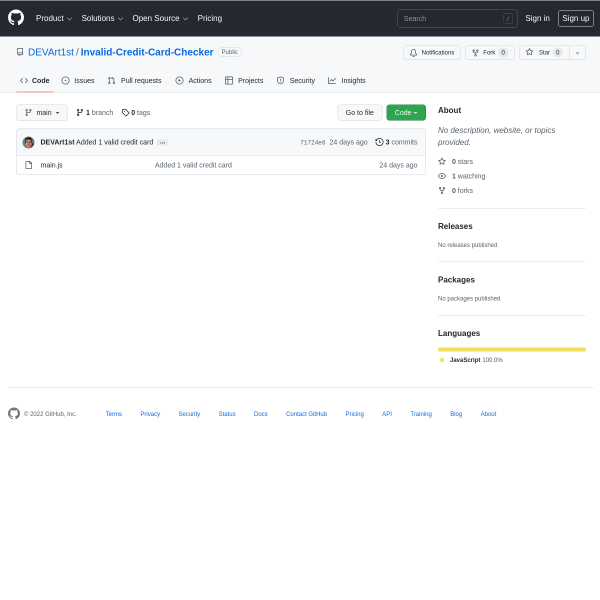 Product Solutions Open Source Pricing Search / Sign in Sign up
DEVArt1st / Invalid-Credit-Card-Checker Public Notifications Fork 0 Star 0
Code Issues Pull requests Actions Projects Security Insights
main 1 branch 0 tags Go to file Code
DEVArt1st Added 1 valid credit card ... 71724e0 24 days ago 3 commits
main.js Added 1 valid credit card 24 days ago
About
No description, website, or topics
provided.
0 stars
1 watching
0 forks
Releases
No releases published
Packages
No packages published
Languages
JavaScript 100.0%
© 2022 GitHub, Inc. Terms Privacy Security Status Docs Contact GitHub Pricing API Training Blog About